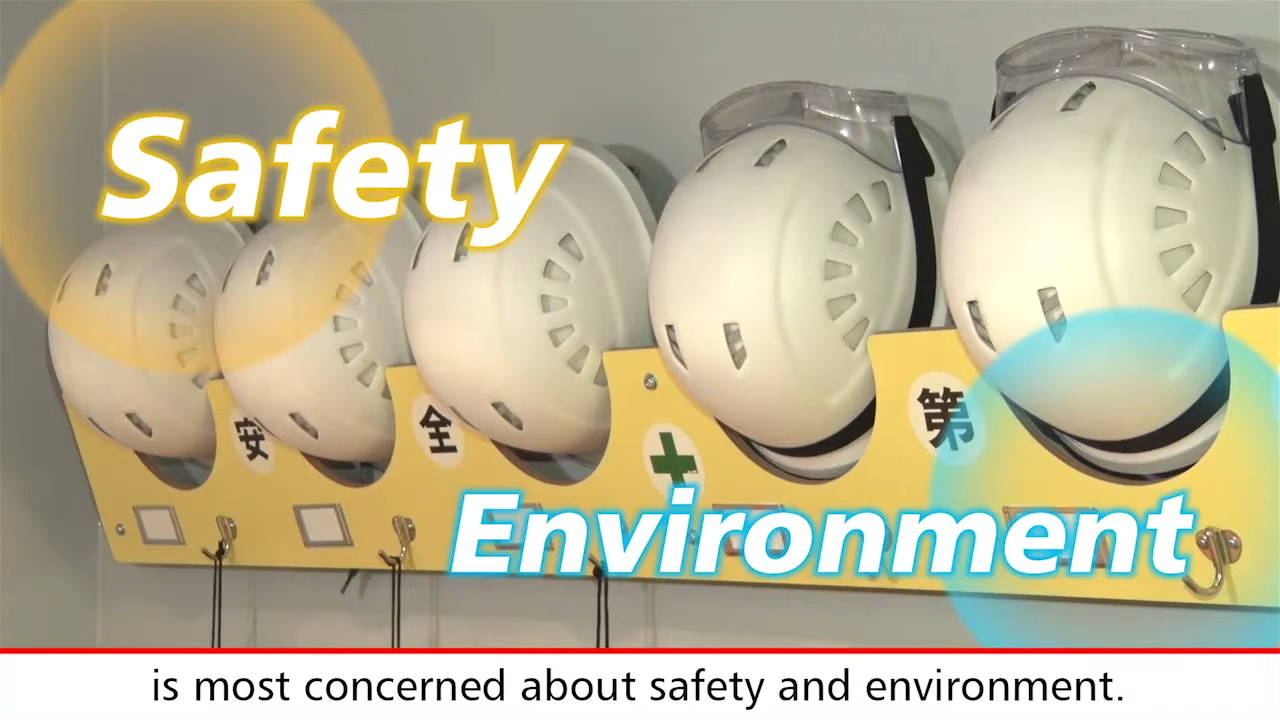 Safety
安 全 第
Environment
is most concerned about safety and environment.